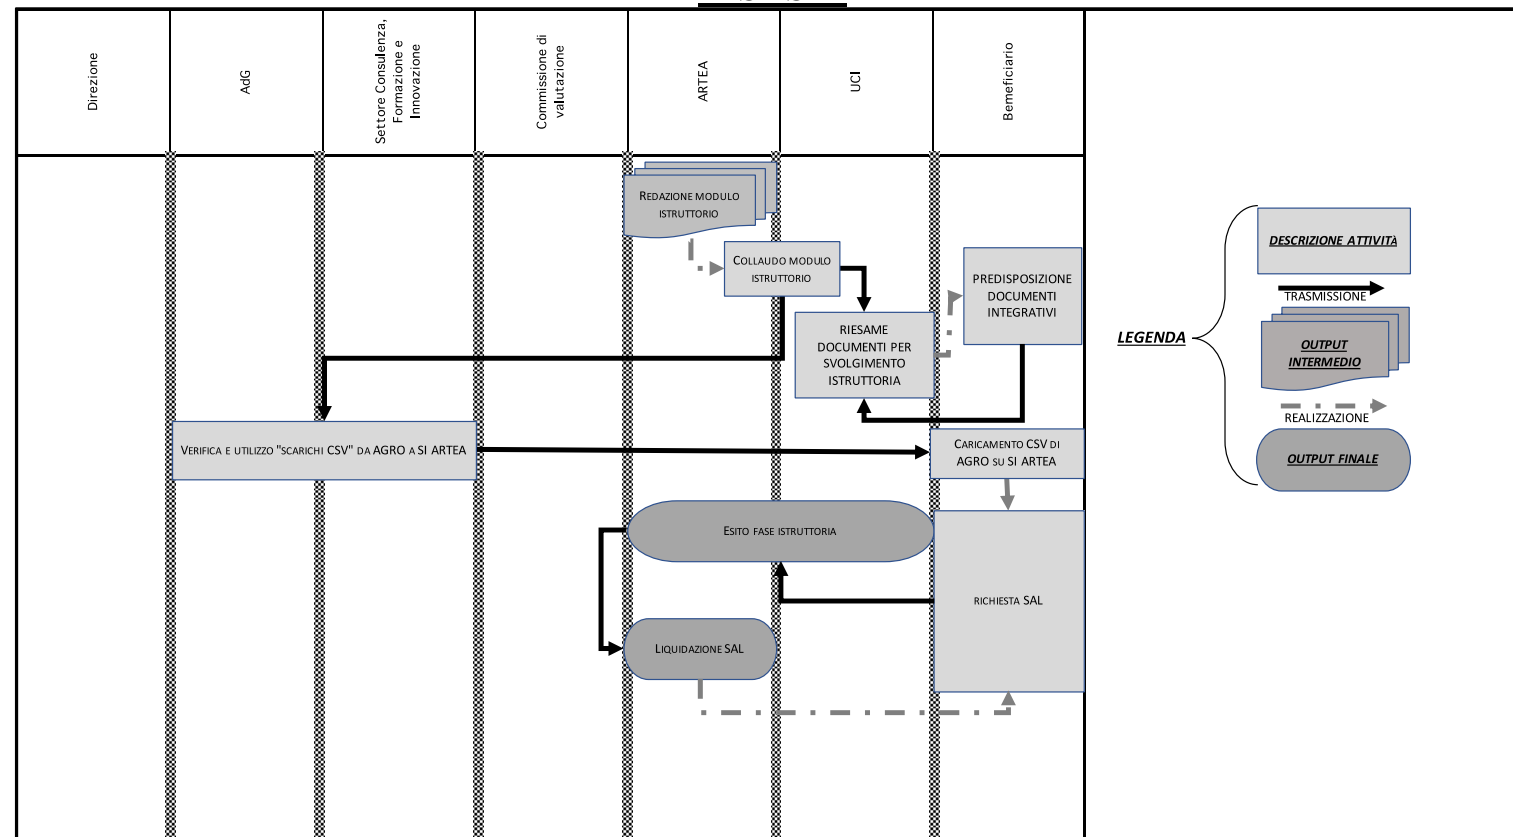 Direzione
AdG
Settore Consulenza,
Formazione e
Innovazione
Commissione di
valutazione
ARTEA
UCI
Bemeficiario
REDAZIONE MODULO
ISTRUTTORIO
COLLAUDO MODULO
ISTRUTTORIO
PREDISPOSIZIONE
DOCUMENTI
INTEGRATIVI
RIESAME
DOCUMENTI PER
SVOLGIMENTO
ISTRUTTORIA
VERIFICA E UTILIZZO "SCARICHI CSV" DA AGRO A SI ARTEA
CARICAMENTO CSV DI
AGRO SU SI ARTEA
ESITO FASE ISTRUTTORIA
RICHIESTA SAL
LIQUIDAZIONE SAL
LEGENDA
DESCRIZIONE ATTIVITÀ
TRASMISSIONE
OUTPUT
INTERMEDIO
REALIZZAZIONE
OUTPUT FINALE